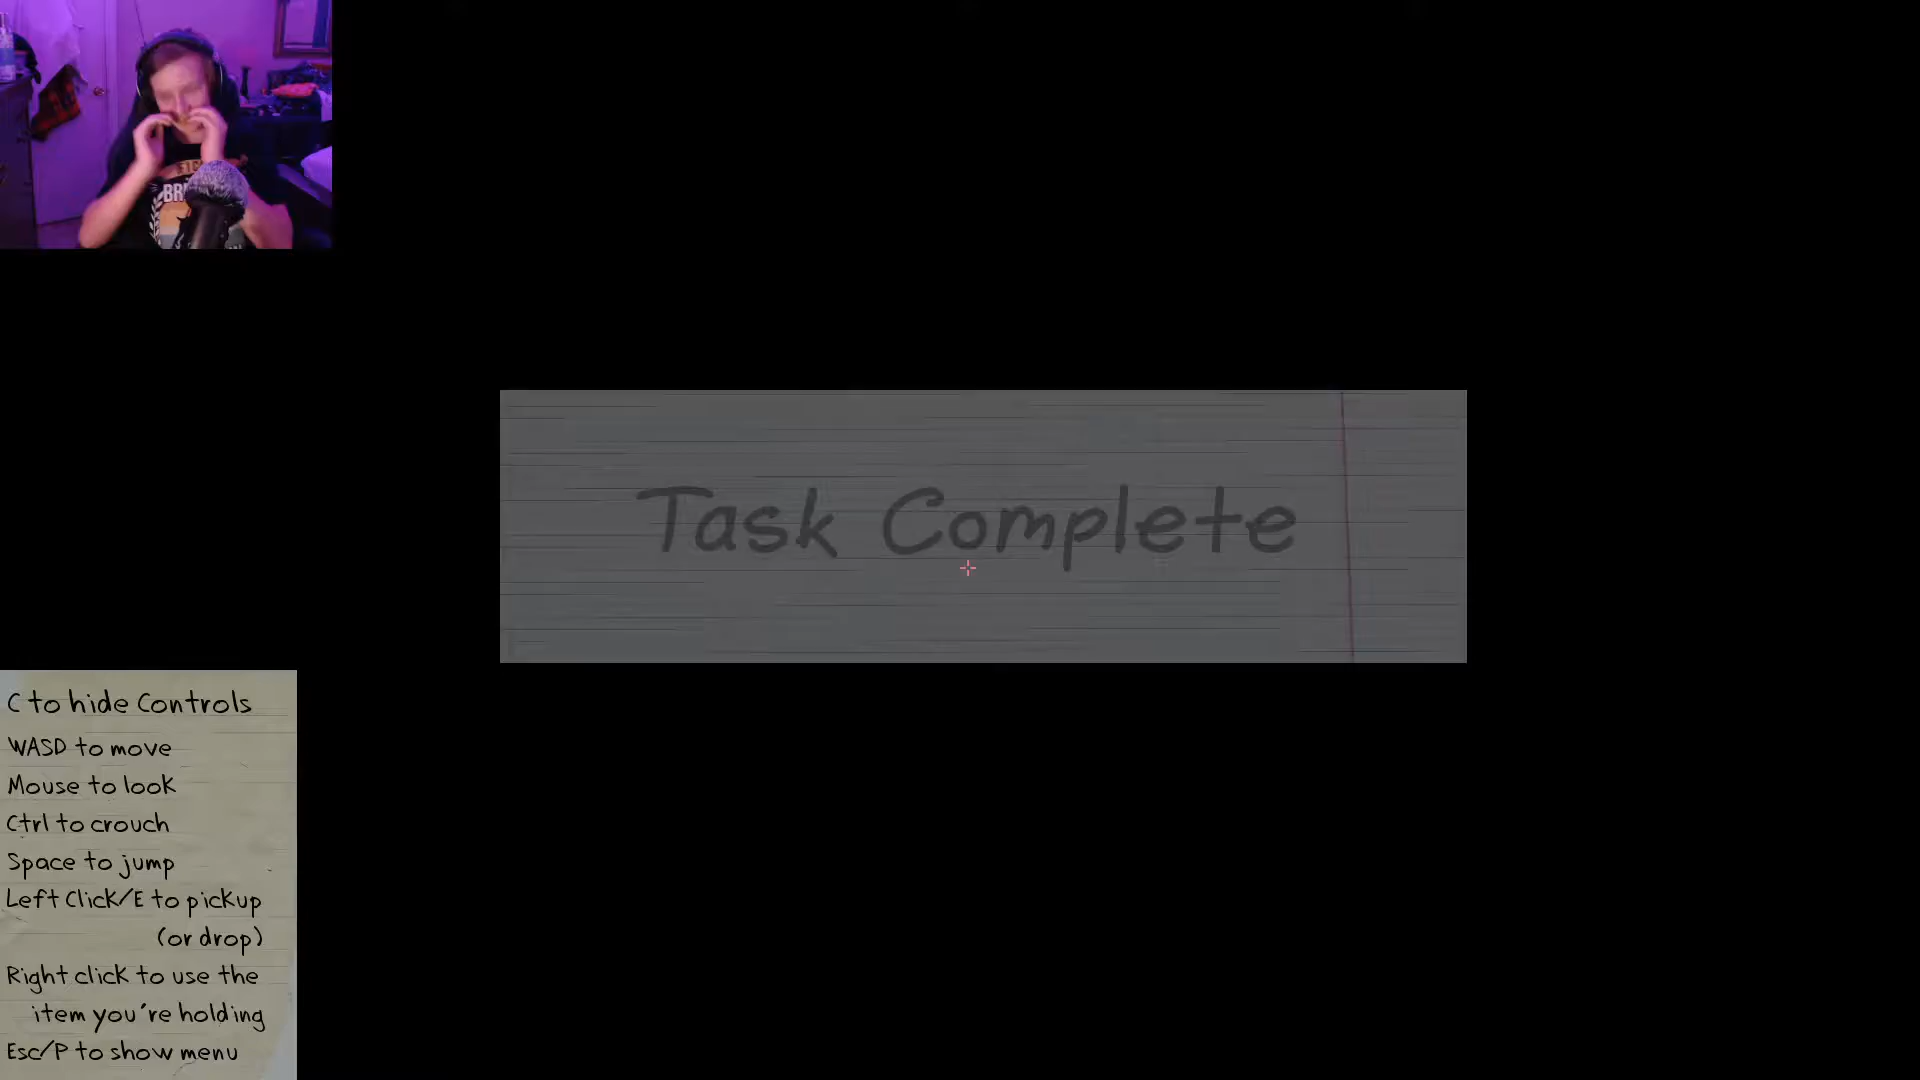 Task Complete
C to hide Controls
WASD to move
Mouse to look
Ctrl to crouch
Space to jump
Left Click/E to pickup
(or drop)
Right click to use the
item you're holding
Esc/P to show menu